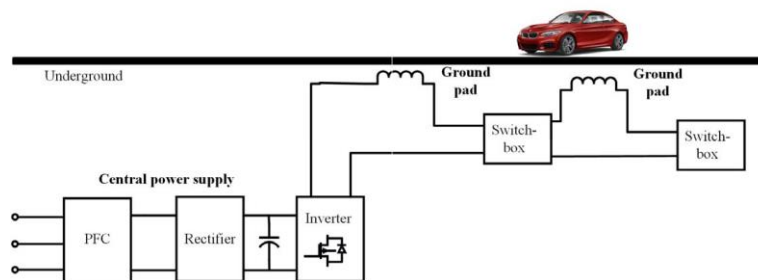 Underground
Ground
pad
Ground
pad
Switch-
box
Switch-
box
Central power supply
PFC
Rectifier
Inverter